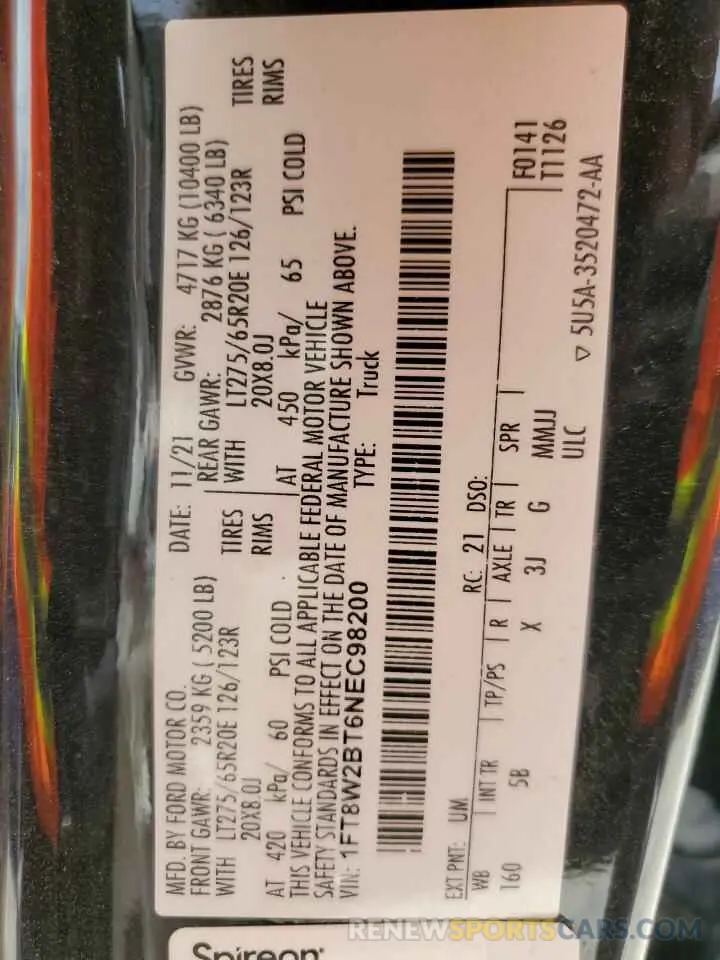 MFD. BY FORD MOTOR CO.
DATE: 11/21 GVWR: 4717 KG (10400 LB)
FRONT GAWR: 2359 KG ( 5200 LB)
REAR GAWR: 2876 KG ( 6340 LB)
WITH LT275/65R20E 126/123R TIRES
WITH LT275/65R20E 126/123R TIRES
20X8.0J RIMS
20X8.0J RIMS
AT 420 kPa/ 60 PSI COLD
AT 450 kPa/ 65 PSI COLD
THIS VEHICLE CONFORMS TO ALL APPLICABLE FEDERAL MOTOR VEHICLE
SAFETY STANDARDS IN EFFECT ON THE DATE OF MANUFACTURE SHOWN ABOVE.
VIN: 1FT8W2BT6NEC98200
TYPE: Truck
EXT PNT: UM RC: 21 DSO:
WB INT TR TP/PS R AXLE TR SPR
160 5B X 3J G MMJJ
ULC
F0141
T1126
▽ 5U5A-3520472-AA
Spireon
RENEWSPORTSCARS.COM